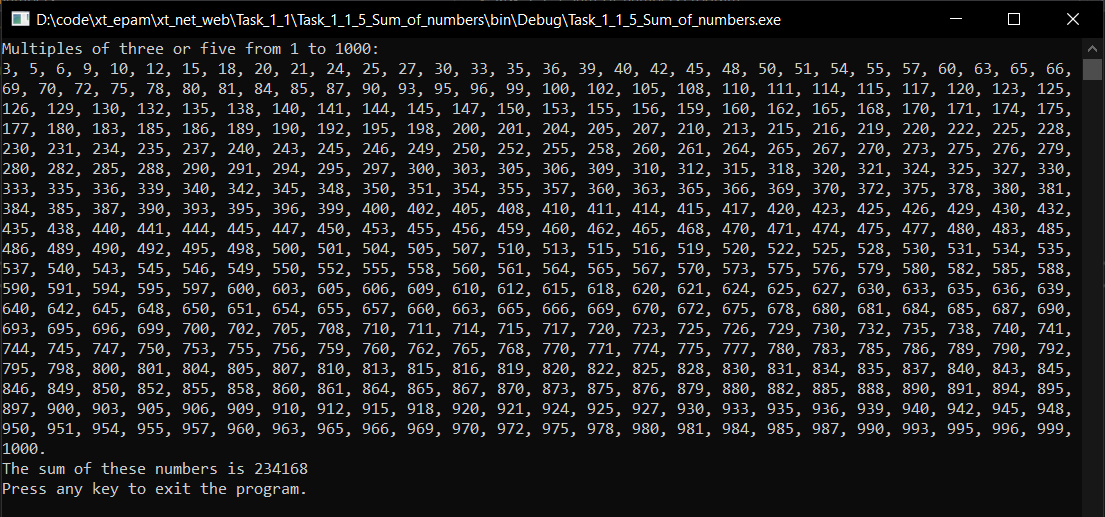 D:\code\xt_epam\xt_net_web\Task_1_1\Task_1_1_5_Sum_of_numbers\bin\Debug\Task_1_1_5_Sum_of_numbers.exe
Multiples of three or five from 1 to 1000:
3, 5, 6, 9, 10, 12, 15, 18, 20, 21, 24, 25, 27, 30, 33, 35, 36, 39, 40, 42, 45, 48, 50, 51, 54, 55, 57, 60, 63, 65, 66,
69, 70, 72, 75, 78, 80, 81, 84, 85, 87, 90, 93, 95, 96, 99, 100, 102, 105, 108, 110, 111, 114, 115, 117, 120, 123, 125,
126, 129, 130, 132, 135, 138, 140, 141, 144, 145, 147, 150, 153, 155, 156, 159, 160, 162, 165, 168, 170, 171, 174, 175,
177, 180, 183, 185, 186, 189, 190, 192, 195, 198, 200, 201, 204, 205, 207, 210, 213, 215, 216, 219, 220, 222, 225, 228,
230, 231, 234, 235, 237, 240, 243, 245, 246, 249, 250, 252, 255, 258, 260, 261, 264, 265, 267, 270, 273, 275, 276, 279,
280, 282, 285, 288, 290, 291, 294, 295, 297, 300, 303, 305, 306, 309, 310, 312, 315, 318, 320, 321, 324, 325, 327, 330,
333, 335, 336, 339, 340, 342, 345, 348, 350, 351, 354, 355, 357, 360, 363, 365, 366, 369, 370, 372, 375, 378, 380, 381,
384, 385, 387, 390, 393, 395, 396, 399, 400, 402, 405, 408, 410, 411, 414, 415, 417, 420, 423, 425, 426, 429, 430, 432,
435, 438, 440, 441, 444, 445, 447, 450, 453, 455, 456, 459, 460, 462, 465, 468, 470, 471, 474, 475, 477, 480, 483, 485,
486, 489, 490, 492, 495, 498, 500, 501, 504, 505, 507, 510, 513, 515, 516, 519, 520, 522, 525, 528, 530, 531, 534, 535,
537, 540, 543, 545, 546, 549, 550, 552, 555, 558, 560, 561, 564, 565, 567, 570, 573, 575, 576, 579, 580, 582, 585, 588,
590, 591, 594, 595, 597, 600, 603, 605, 606, 609, 610, 612, 615, 618, 620, 621, 624, 625, 627, 630, 633, 635, 636, 639,
640, 642, 645, 648, 650, 651, 654, 655, 657, 660, 663, 665, 666, 669, 670, 672, 675, 678, 680, 681, 684, 685, 687, 690,
693, 695, 696, 699, 700, 702, 705, 708, 710, 711, 714, 715, 717, 720, 723, 725, 726, 729, 730, 732, 735, 738, 740, 741,
744, 745, 747, 750, 753, 755, 756, 759, 760, 762, 765, 768, 770, 771, 774, 775, 777, 780, 783, 785, 786, 789, 790, 792,
795, 798, 800, 801, 804, 805, 807, 810, 813, 815, 816, 819, 820, 822, 825, 828, 830, 831, 834, 835, 837, 840, 843, 845,
846, 849, 850, 852, 855, 858, 860, 861, 864, 865, 867, 870, 873, 875, 876, 879, 880, 882, 885, 888, 890, 891, 894, 895,
897, 900, 903, 905, 906, 909, 910, 912, 915, 918, 920, 921, 924, 925, 927, 930, 933, 935, 936, 939, 940, 942, 945, 948,
950, 951, 954, 955, 957, 960, 963, 965, 966, 969, 970, 972, 975, 978, 980, 981, 984, 985, 987, 990, 993, 995, 996, 999,
1000.
The sum of these numbers is 234168
Press any key to exit the program.